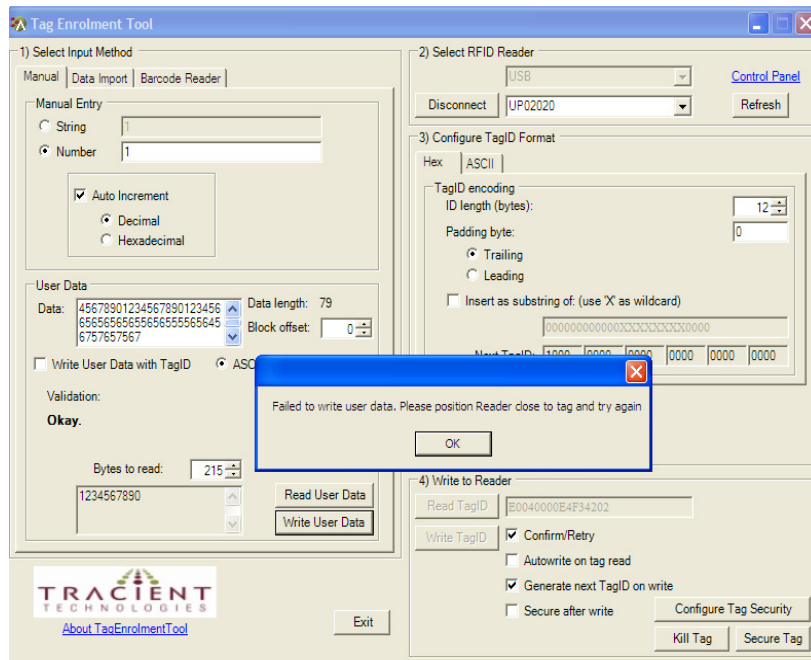 Tag Enrolment Tool
1) Select Input Method
Manual
Data Import
Barcode Reader
Manual Entry
String
1
Number
1
Auto Increment
Decimal
Hexadecimal
User Data
Data:
45678901234567890123456
65656565655656555565645
6757657567
Data length: 79
Block offset: 0
Write User Data with TagID
ASC
Validation:
Okay.
Bytes to read: 215
1234567890
Read User Data
Write User Data
TRACIENT
TECHNOLOGIES
About TagEnrolmentTool
Exit
2) Select RFID Reader
USB
Control Panel
Disconnect
UP02020
Refresh
3) Configure TagID Format
Hex
ASCII
TagID encoding
ID length (bytes): 12
Padding byte: 0
Trailing
Leading
Insert as substring of: (use 'X' as wildcard)
000000000000XXXXXXXX0000
Next TagID: 1000 0000 0000 0000 0000 0000
Failed to write user data. Please position Reader close to tag and try again
OK
4) Write to Reader
Read TagID
E0040000E4F34202
Write TagID
Confirm/Retry
Autowrite on tag read
Generate next TagID on write
Secure after write
Configure Tag Security
Kill Tag
Secure Tag